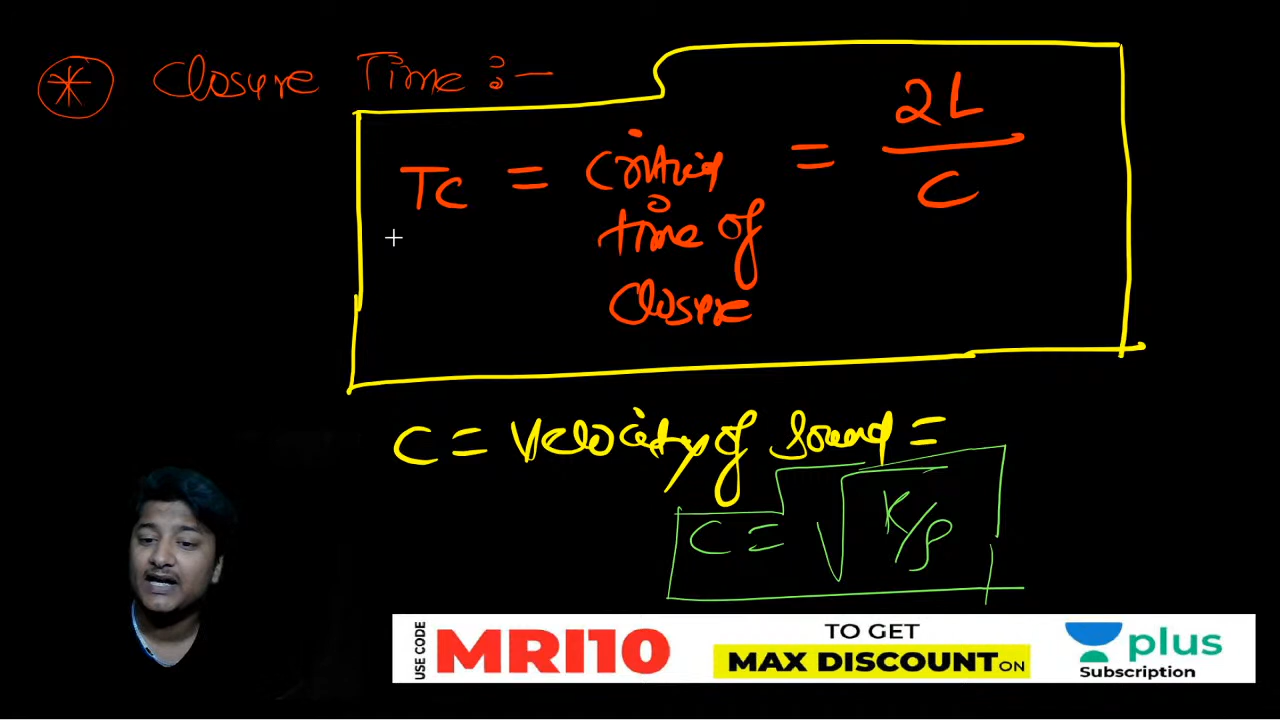 * Closure Time :-
TC = Critical time of closure = 2L / C
C = Velocity of Sound =
C = √K/ρ
USE CODE
MRI10
TO GET
MAX DISCOUNT ON
plus
Subscription